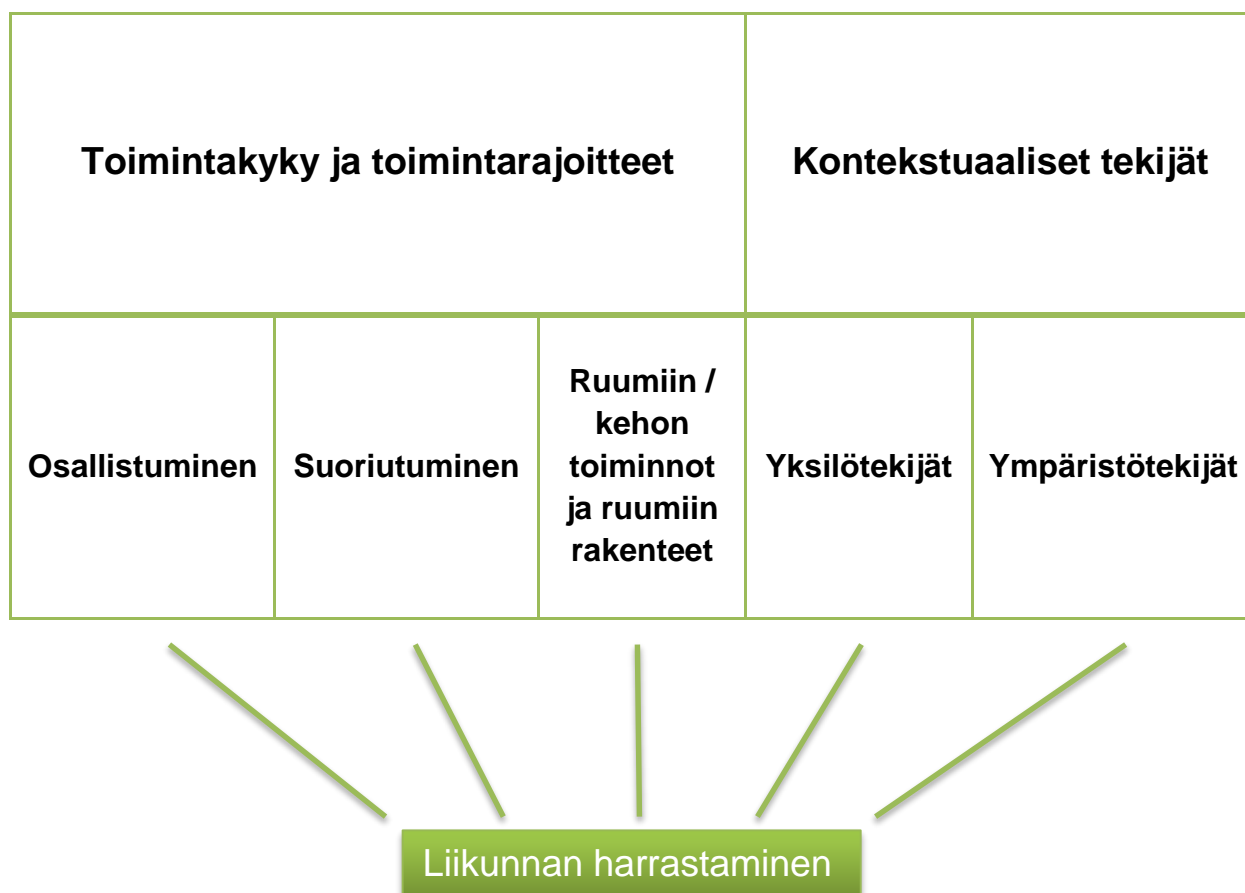 Toimintakyky ja toimintarajoitteet
Kontekstuaaliset tekijät
Osallistuminen
Suoriutuminen
Ruumiin /
kehon
toiminnot
ja ruumiin
rakenteet
Yksilötekijät
Ympäristötekijät
Liikunnan harrastaminen